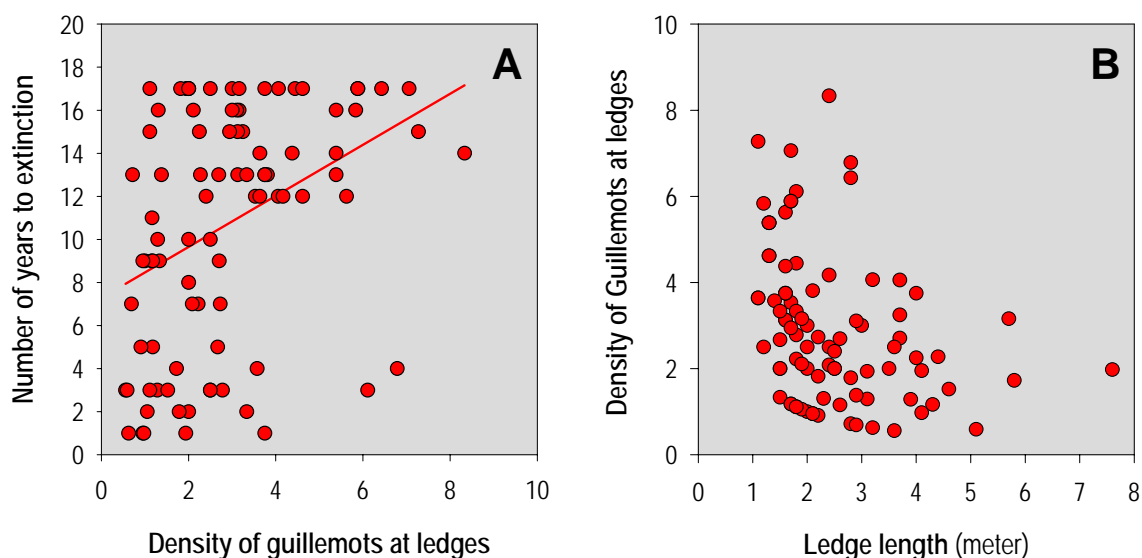 A
Number of years to extinction
20
18
16
14
12
10
8
6
4
2
0
0 2 4 6 8 10
Density of guillemots at ledges
B
Density of Guillemots at ledges
10
8
6
4
2
0
0 1 2 3 4 5 6 7 8
Ledge length (meter)